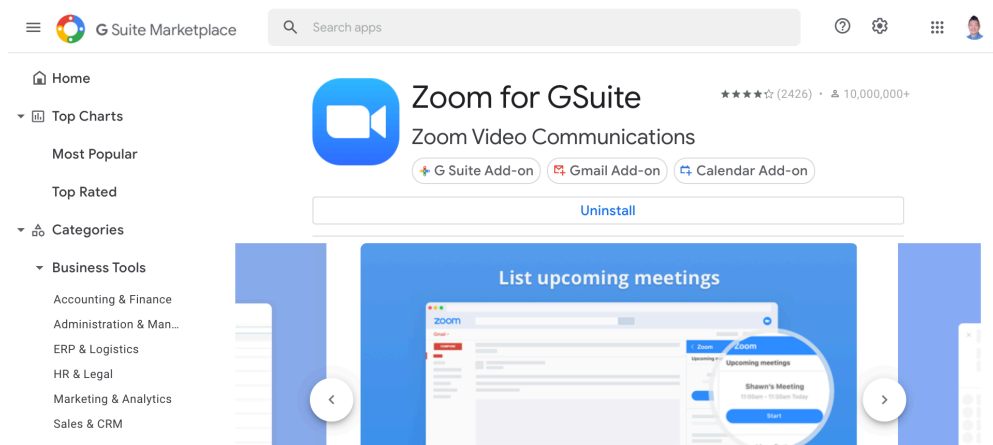 G Suite Marketplace
Search apps
Home
Top Charts
Most Popular
Top Rated
Categories
Business Tools
Accounting & Finance
Administration & Man...
ERP & Logistics
HR & Legal
Marketing & Analytics
Sales & CRM
Zoom for GSuite
(2426) • 10,000,000+
Zoom Video Communications
G Suite Add-on Gmail Add-on Calendar Add-on
Uninstall
List upcoming meetings
zoom
Gmail
COMPOSE
Zoom
Upcoming meetings
Zoom
Upcoming meetings
Shawn's Meeting
11:00am - 11:30am Today
Start